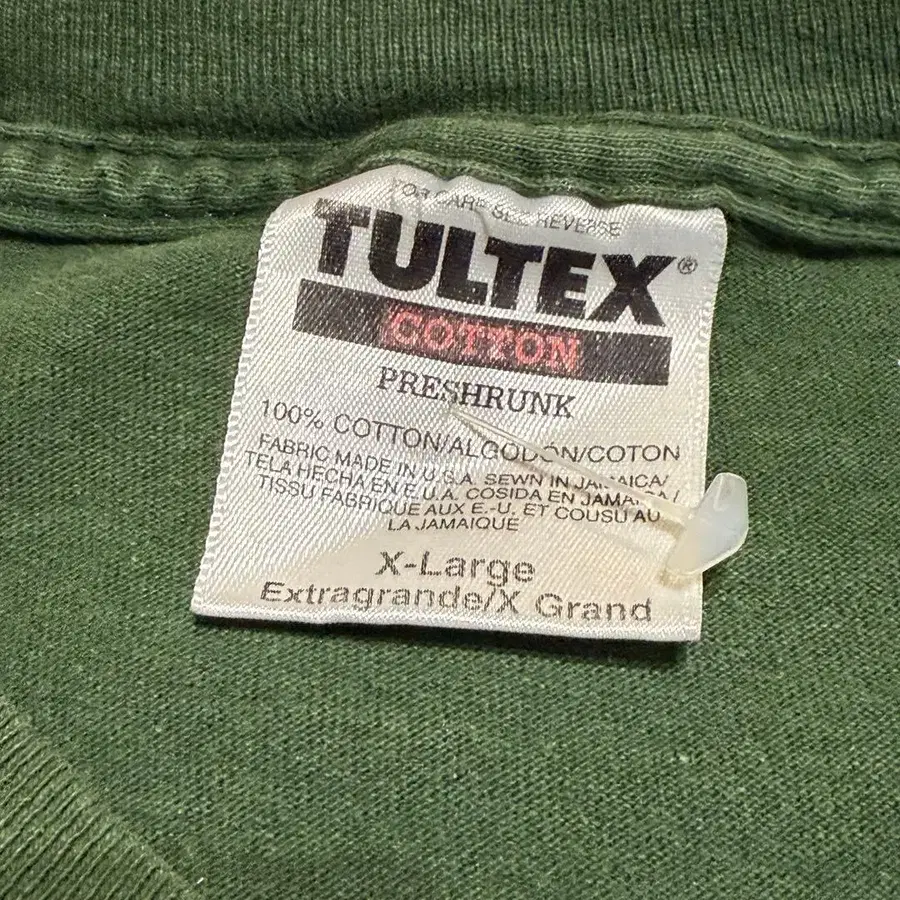 FOR CARE SEE REVERSE
TULTEX®
COTTON
PRESHRUNK
100% COTTON/ALGODÓN/COTON
FABRIC MADE IN U.S.A. SEWN IN JAMAICA/
TELA HECHA EN E.U.A. COSIDA EN JAMAICA/
TISSU FABRIQUE AUX E.-U. ET COUSU AU
LA JAMAIQUE
X-Large
Extragrande/X Grand